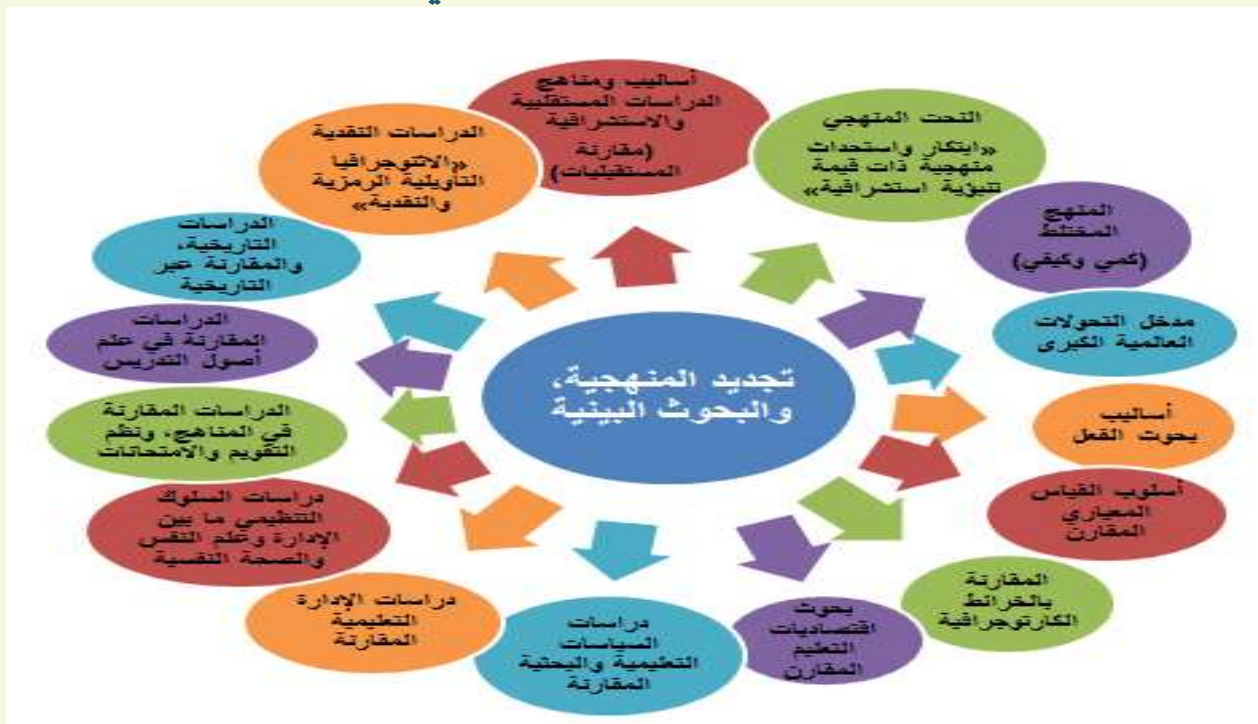 تجديد المنهجية،
والبحوث البينية
أساليب ومناهج
الدراسات المستقلبية
والاستشرافية
(مقارنة
المستقبليات)
النحت المنهجي
«ابتكار واستحداث
منهجية ذات قيمة
تنبؤية استشرافية»
المنهج
المختلط
(كمي وكيفي)
مدخل التحولات
العالمية الكبرى
أساليب
بحوث الفعل
أسلوب القياس
المعياري
المقارن
المقارنة
بالخرائط
الكارتوجرافية
بحوث
اقتصاديات
التعليم
المقارن
دراسات
السياسات
التعليمية والبحثية
المقارنة
دراسات الإدارة
التعليمية
المقارنة
دراسات السلوك
التنظيمي ما بين
الإدارة وعلم النفس
والصحة النفسية
الدراسات المقارنة
في المناهج، ونظم
التقويم والامتحانات
الدراسات
المقارنة في علم
أصول التدريس
الدراسات
التاريخية،
والمقارنة عبر
التاريخية
الدراسات النقدية
«الاثنوجرافيا
التأويلية الرمزية
والنقدية»